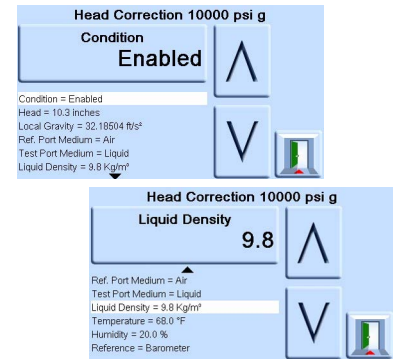 Head Correction 10000 psi g
Condition
Enabled
Condition = Enabled
Head = 10.3 inches
Local Gravity = 32.18504 ft/s²
Ref. Port Medium = Air
Test Port Medium = Liquid
Liquid Density = 9.8 Kg/m³
Head Correction 10000 psi g
Liquid Density
9.8
Ref. Port Medium = Air
Test Port Medium = Liquid
Liquid Density = 9.8 Kg/m³
Temperature = 68.0 °F
Humidity = 20.0 %
Reference = Barometer